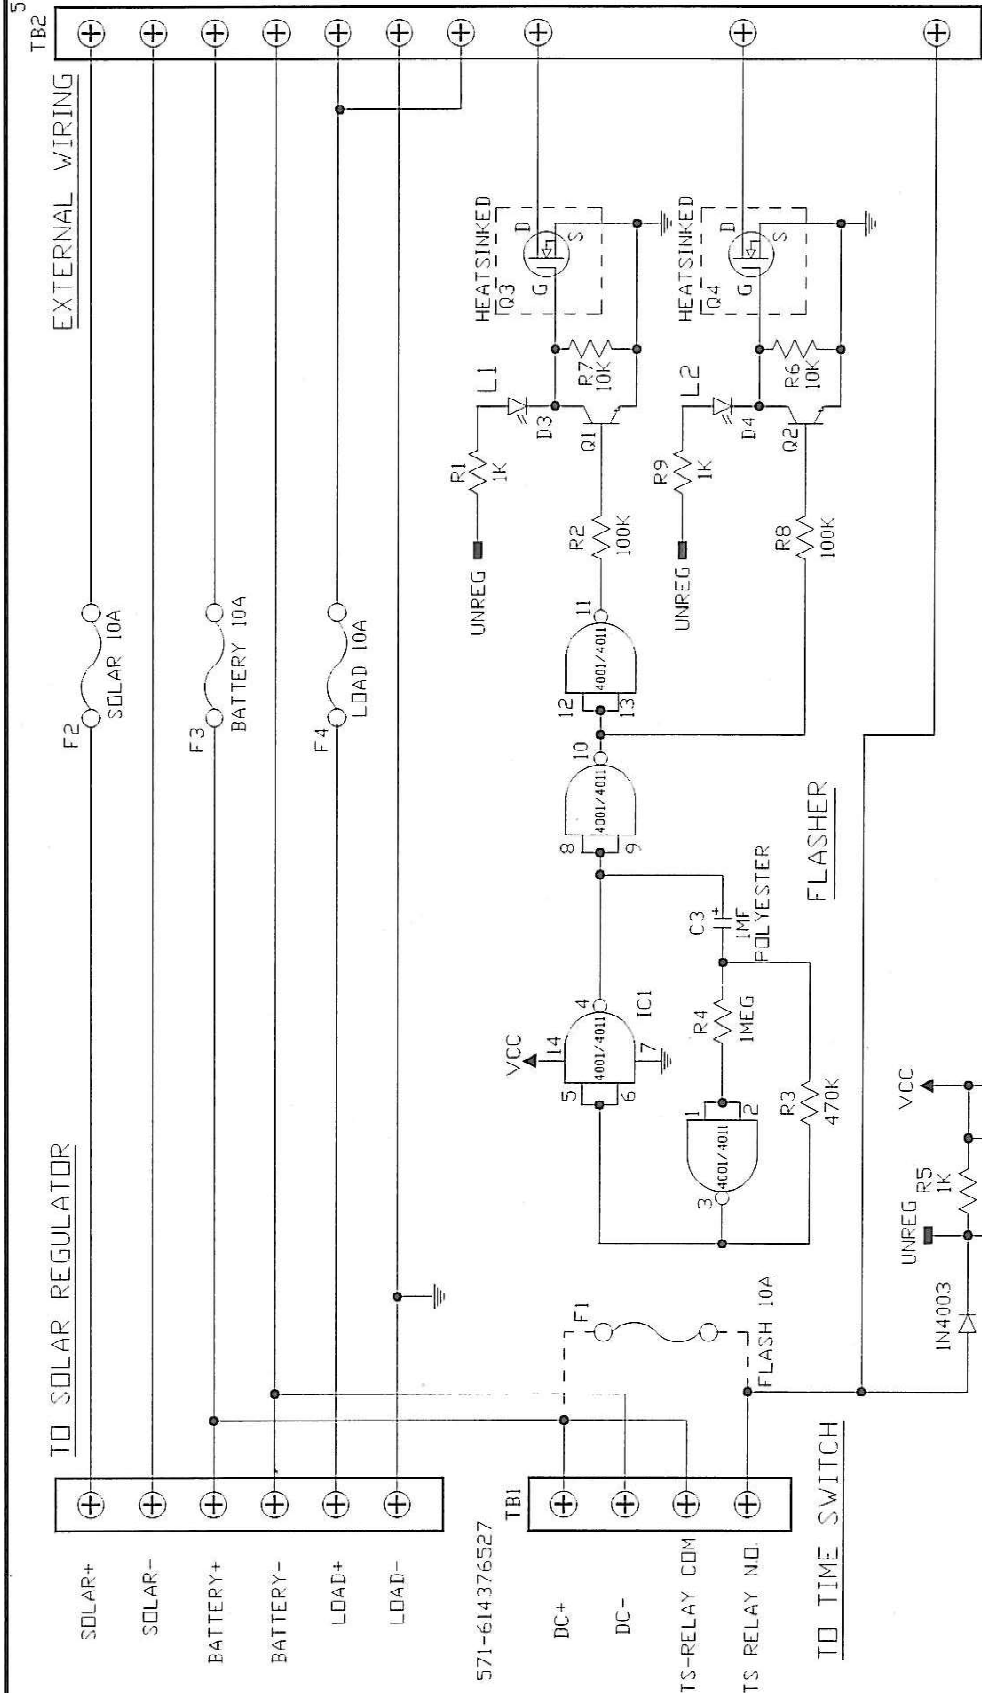 5
TB2
EXTERNAL WIRING
TO SOLAR REGULATOR
F2
SOLAR 10A
F3
BATTERY 10A
F4
LOAD 10A
SOLAR+
SOLAR-
BATTERY+
BATTERY-
LOAD+
LOAD-
571-614376527
TB1
DC+
DC-
TS-RELAY COM
TS RELAY N.O.
TO TIME SWITCH
F1
FLASH 10A
VCC
14
5
6
4
7
4001/4011
IC1
1
2
3
4001/4011
R4
1MEG
R3
470K
C3
+
1MF
POLYESTER
8
9
10
4001/4011
12
13
11
4001/4011
FLASHER
UNREG
R1
1K
L1
D3
R2
100K
Q1
R7
10K
HEATSINKED
Q3
G
D
S
UNREG
R9
1K
L2
D4
R8
100K
Q2
R6
10K
HEATSINKED
Q4
G
D
S
1N4003
UNREG
R5
1K
VCC